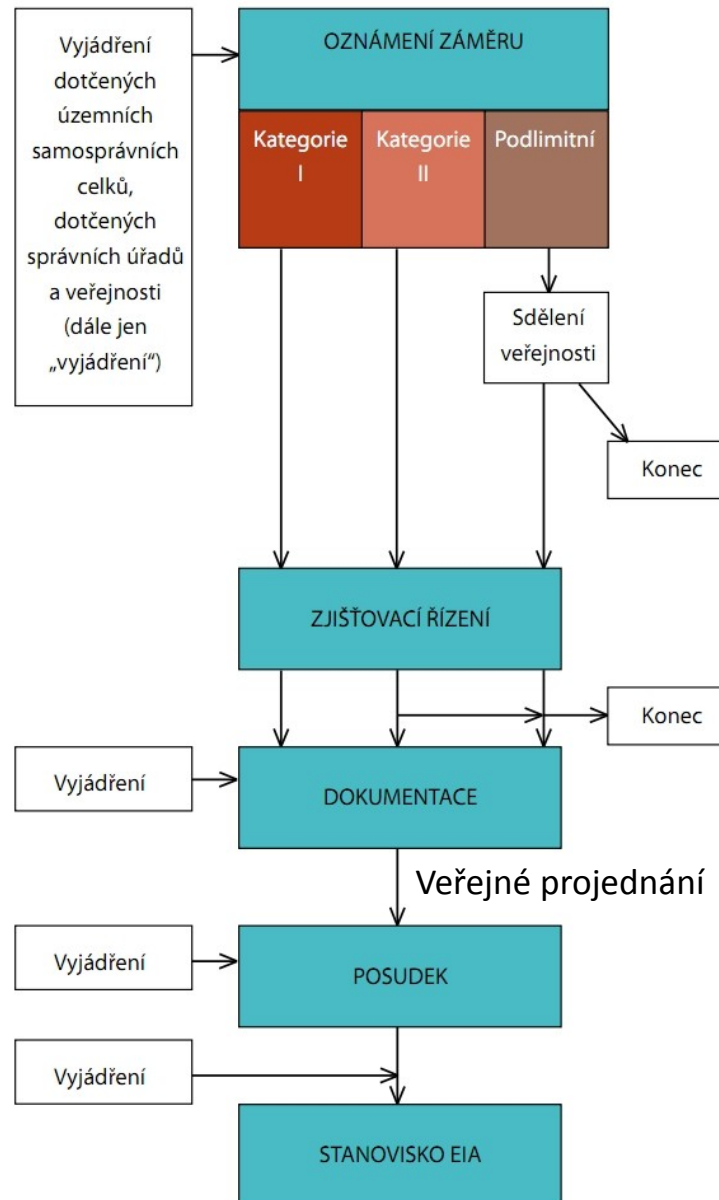 Vyjádření
dotčených
územních
samosprávních
celků,
dotčených
správních úřadů
a veřejnosti
(dále jen
„vyjádření“)
OZNÁMENÍ ZÁMĚRU
Kategorie
I
Kategorie
II
Podlimitní
Sdělení
veřejnosti
Konec
ZJIŠŤOVACÍ ŘÍZENÍ
Konec
Vyjádření
DOKUMENTACE
Veřejné projednání
Vyjádření
POSUDEK
Vyjádření
STANOVISKO EIA